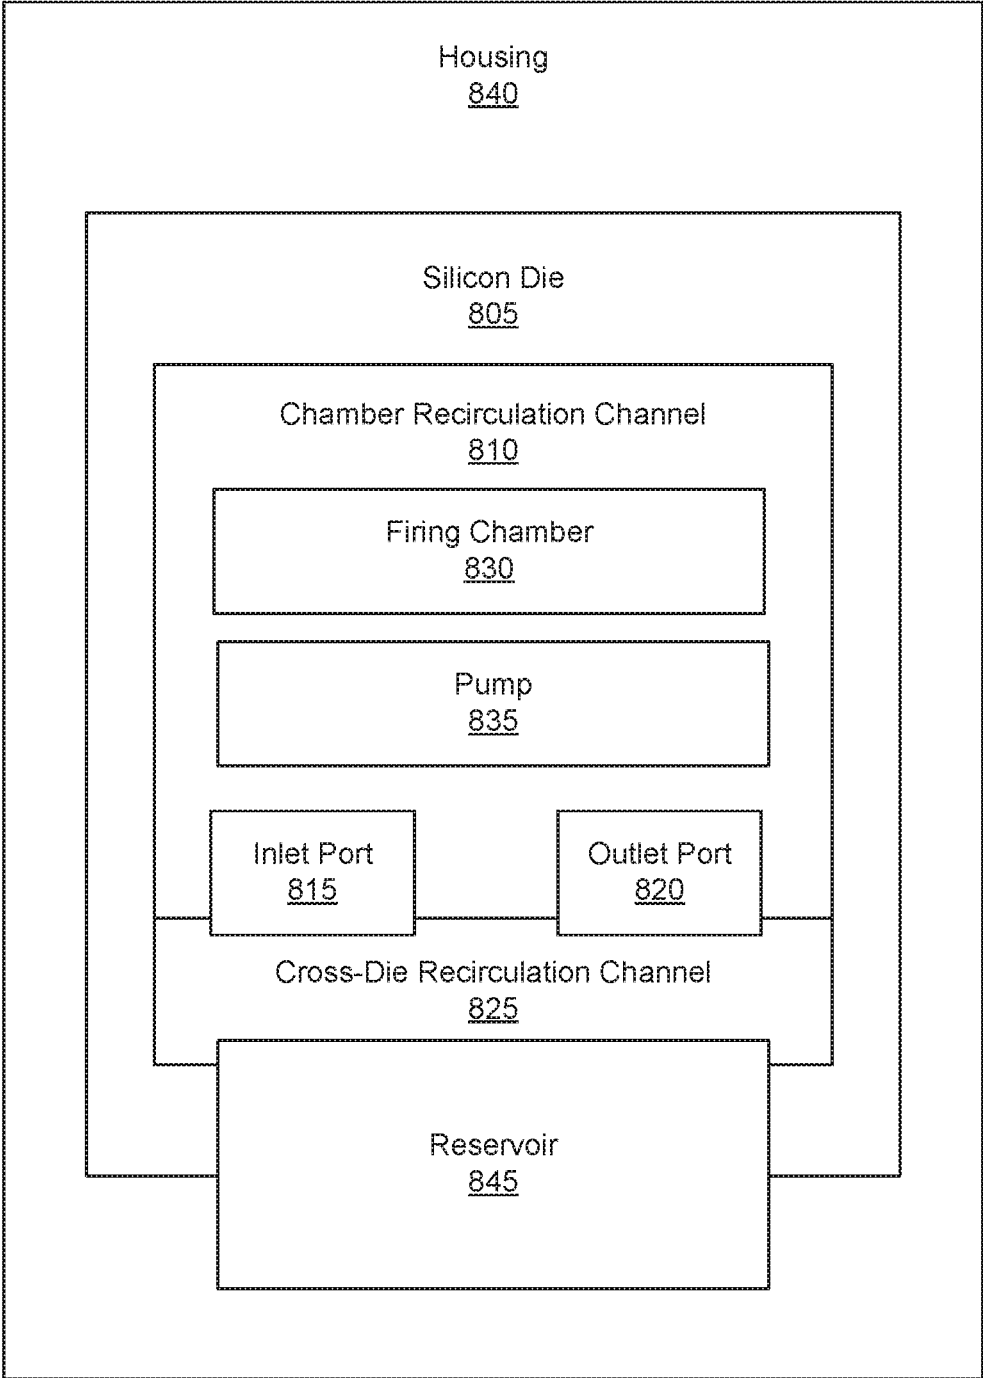 Housing
840
Silicon Die
805
Chamber Recirculation Channel
810
Firing Chamber
830
Pump
835
Inlet Port
815
Outlet Port
820
Cross-Die Recirculation Channel
825
Reservoir
845